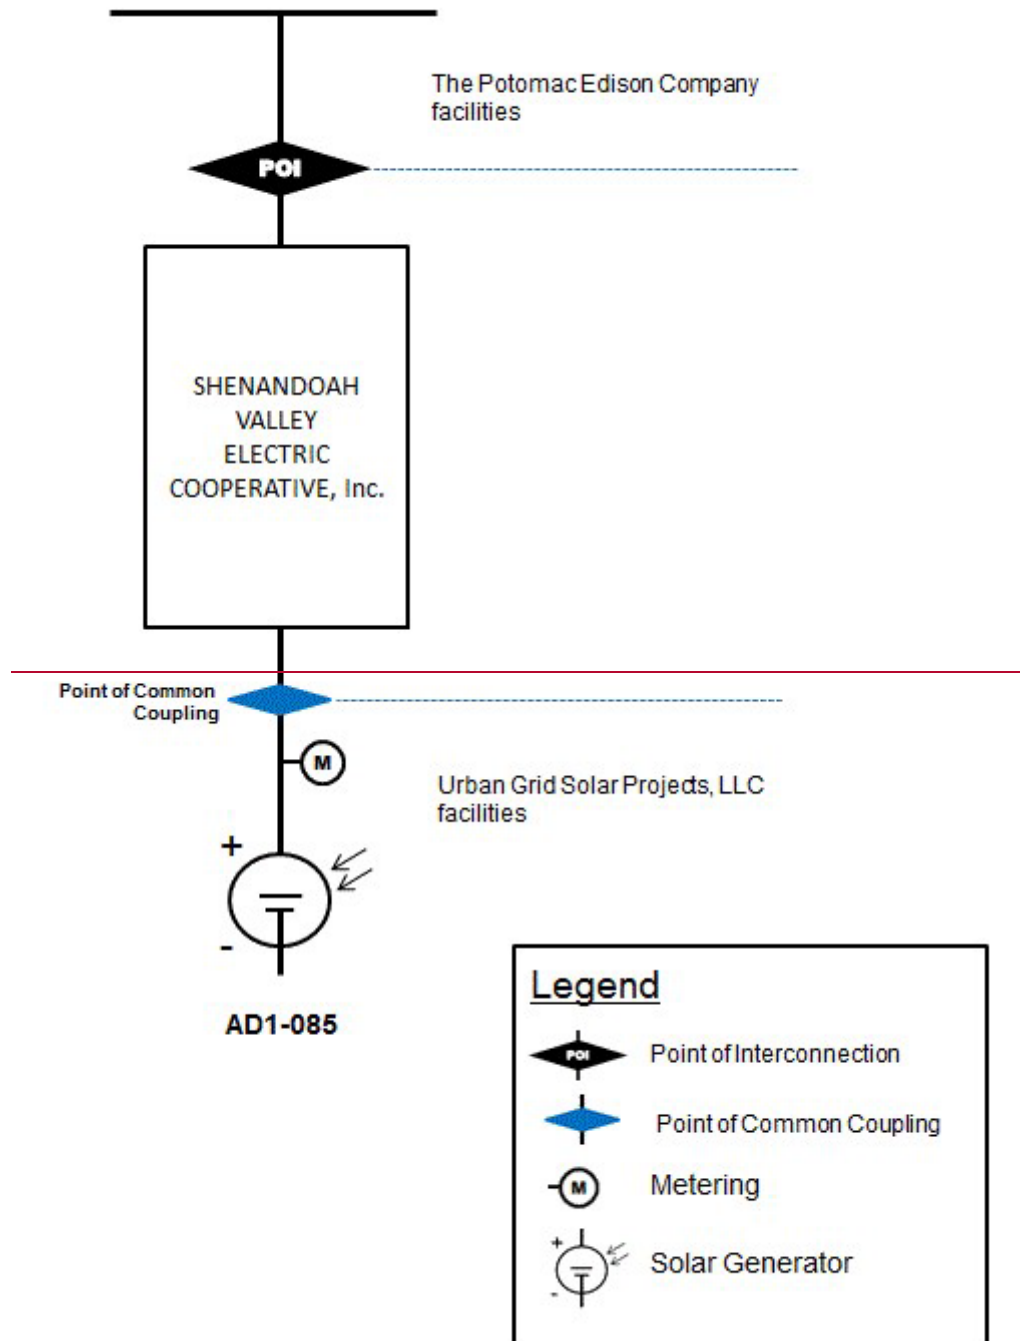 The Potomac Edison Company
facilities
POI
SHENANDOAH
VALLEY
ELECTRIC
COOPERATIVE, Inc.
Point of Common
Coupling
M
Urban Grid Solar Projects, LLC
facilities
+
-
AD1-085
Legend
POI Point of Interconnection
Point of Common Coupling
M Metering
+
- Solar Generator